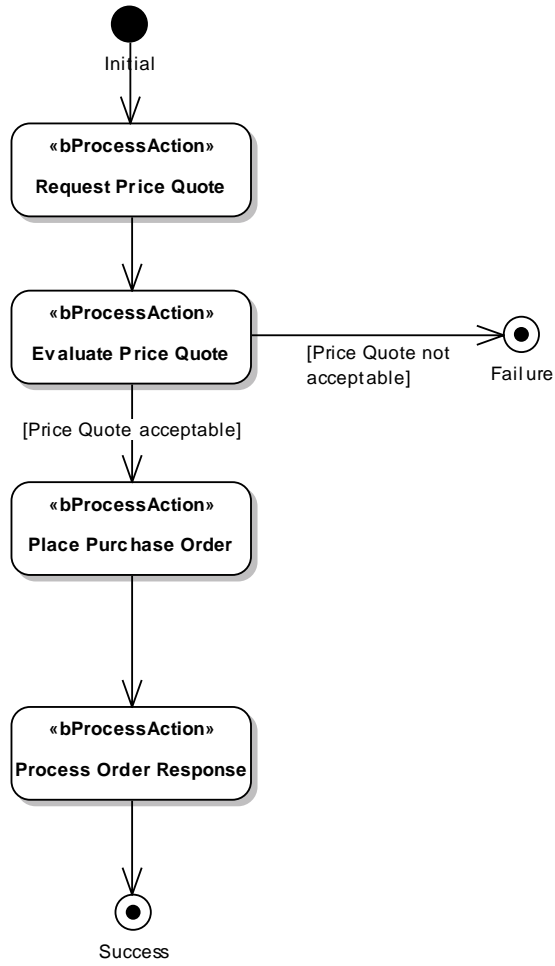 Initial
«bProcessAction»
Request Price Quote
«bProcessAction»
Evaluate Price Quote
[Price Quote not
acceptable]
Failure
[Price Quote acceptable]
«bProcessAction»
Place Purchase Order
«bProcessAction»
Process Order Response
Success